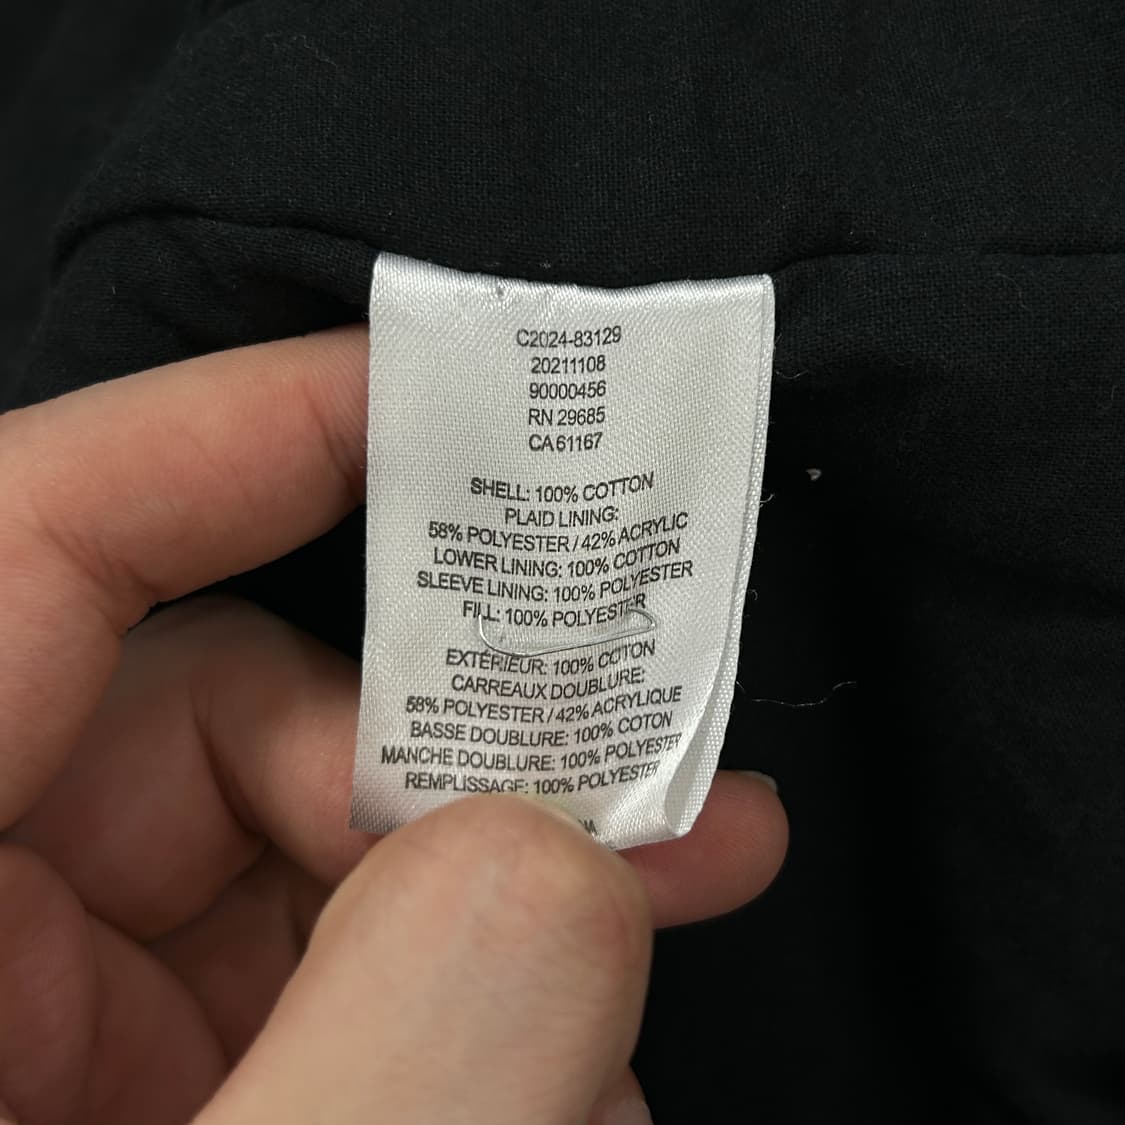 C2024-83129
20211108
90000456
RN 29685
CA 61167
SHELL: 100% COTTON
PLAID LINING:
58% POLYESTER / 42% ACRYLIC
LOWER LINING: 100% COTTON
SLEEVE LINING: 100% POLYESTER
FILL: 100% POLYESTER
EXTÉRIEUR: 100% COTON
CARREAUX DOUBLURE:
58% POLYESTER / 42% ACRYLIQUE
BASSE DOUBLURE: 100% COTON
MANCHE DOUBLURE: 100% POLYESTER
REMPLISSAGE: 100% POLYESTER